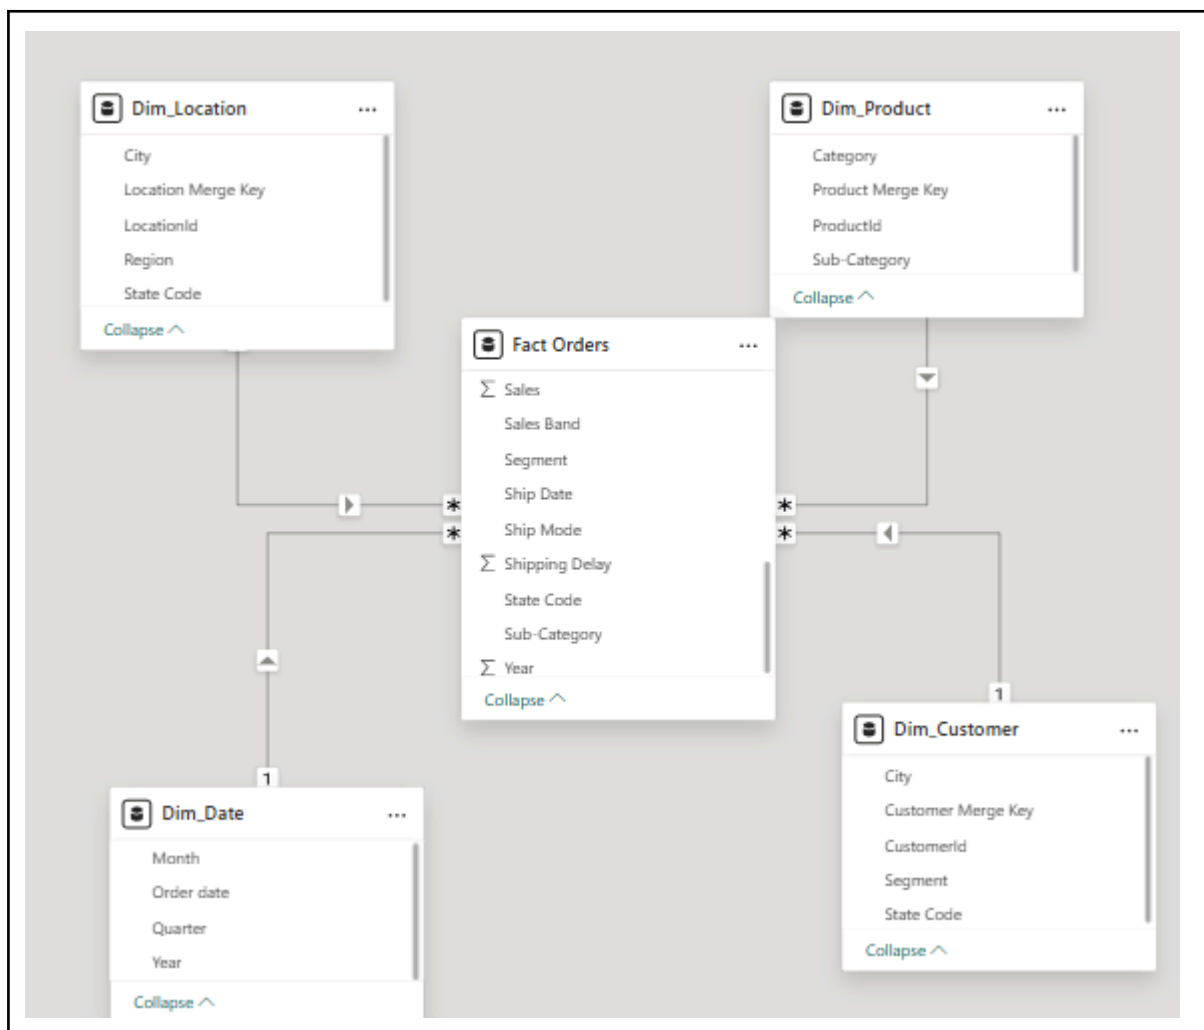 Dim_Location
...
City
Location Merge Key
LocationId
Region
State Code
Collapse
Dim_Product
...
Category
Product Merge Key
ProductId
Sub-Category
Collapse
Fact Orders
...
Σ Sales
Sales Band
Segment
Ship Date
Ship Mode
Σ Shipping Delay
State Code
Sub-Category
Σ Year
Collapse
*
*
*
*
1
1
Dim_Date
...
Month
Order date
Quarter
Year
Collapse
Dim_Customer
...
City
Customer Merge Key
CustomerId
Segment
State Code
Collapse